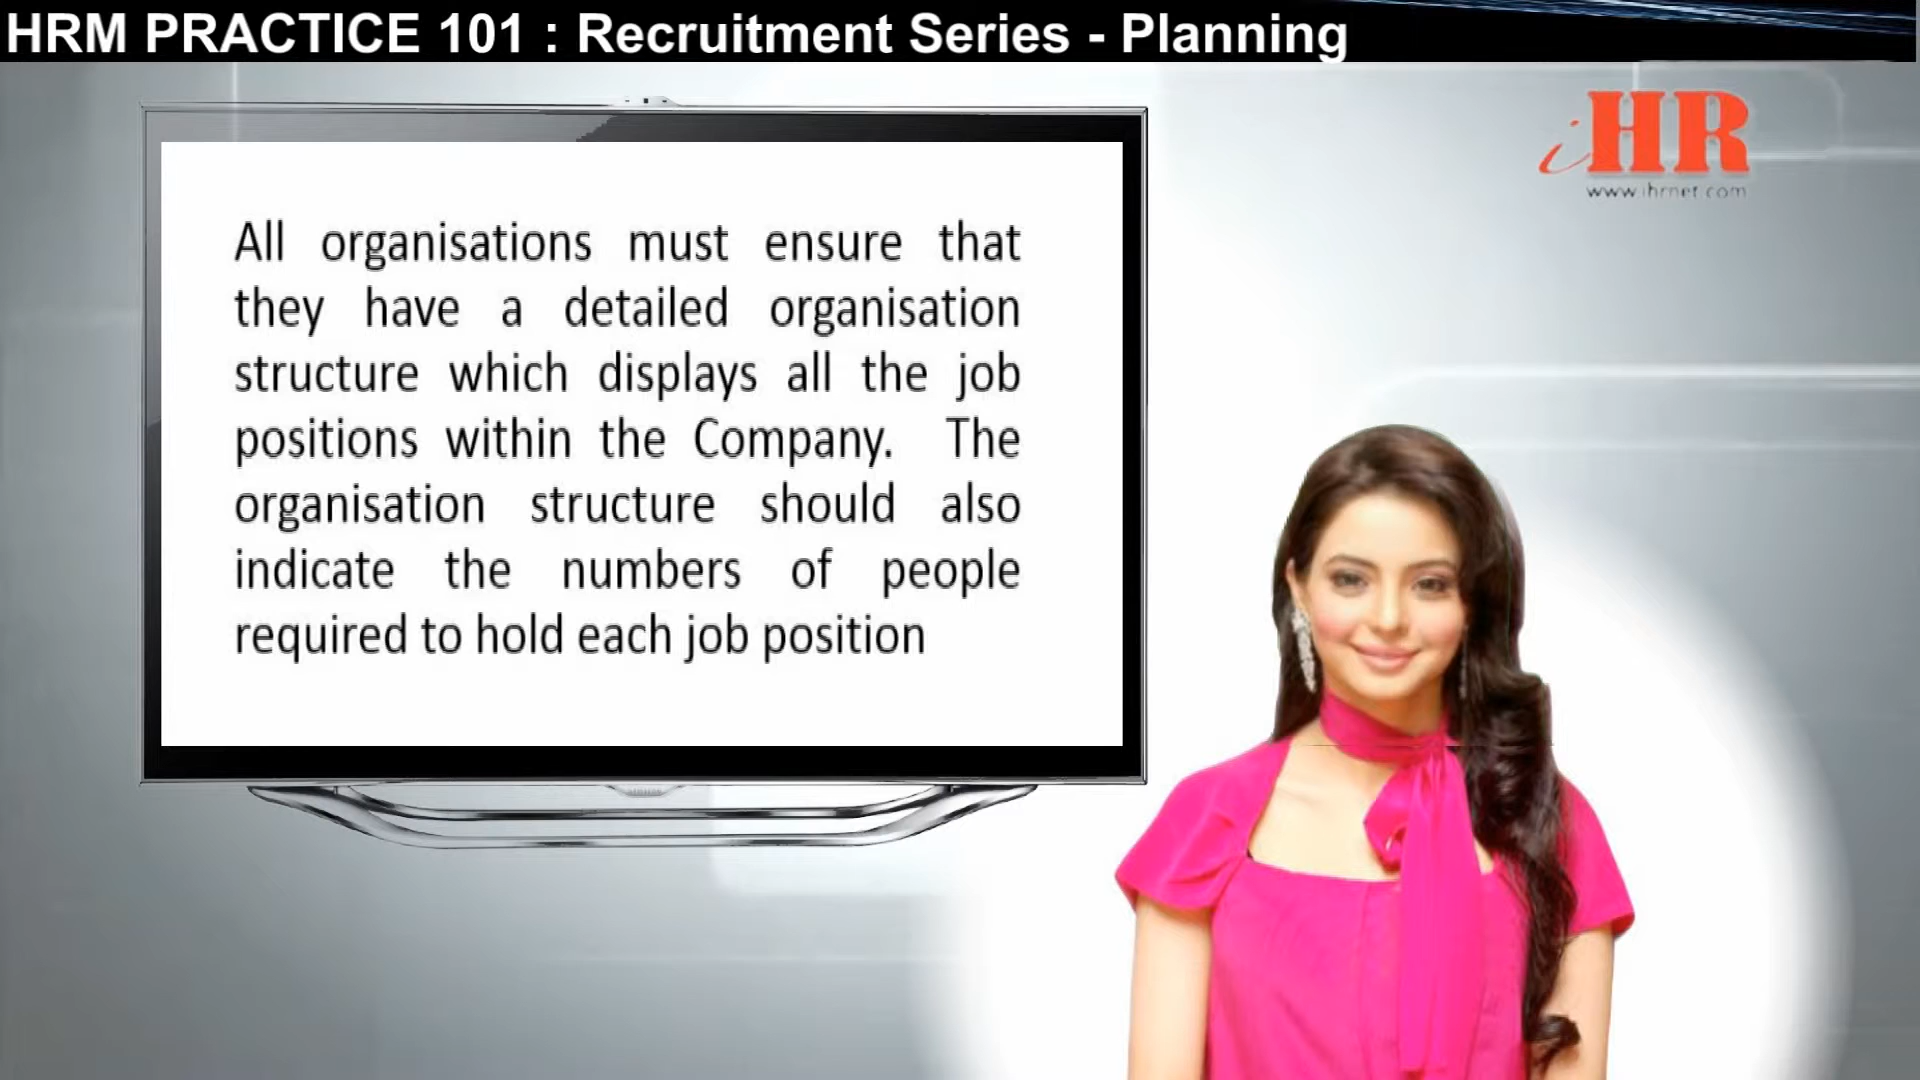 HRM PRACTICE 101 : Recruitment Series - Planning
iHR
www.ihrnet.com
All organisations must ensure that
they have a detailed organisation
structure which displays all the job
positions within the Company. The
organisation structure should also
indicate the numbers of people
required to hold each job position